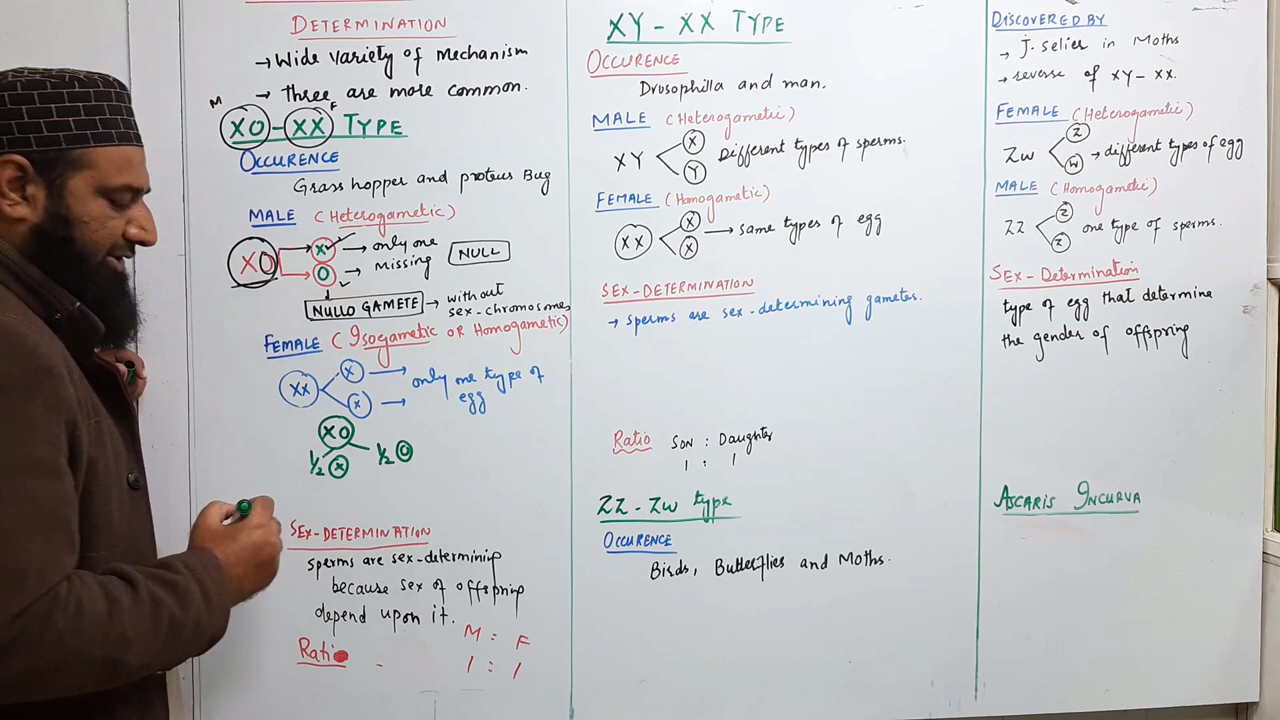 DETERMINATION
→ Wide variety of Mechanism
→ three are more common.
M F
XO - XX TYPE
OCCURENCE
Grass hopper and proteus Bug
MALE (Heterogametic)
XO X → only one
O → missing NULL
NULLO GAMETE → without
sex-chromosomes
FEMALE (Isogametic OR Homogametic)
XX X → only one type of
X → egg
XO
1/2 X 1/2 O
SEX-DETERMINATION
sperms are sex-determining
because sex of offspring
depend upon it.
M : F
Ratio - 1 : 1
XY - XX TYPE
OCCURENCE
Drusophilla and man.
MALE (Heterogametic)
XY X Y Different types of sperms.
FEMALE (Homogametic)
XX X X → same types of egg
SEX-DETERMINATION
→ sperms are sex-determining gametes.
Ratio SON : Daughter
1 : 1
ZZ - ZW type
OCCURENCE
Birds, Butterflies and Moths.
DISCOVERED BY
→ J. selier in Moths
→ reverse of XY-XX.
FEMALE (Heterogametic)
ZW Z W → different types of egg
MALE (Homogametic)
ZZ Z Z one type of sperms.
SEX-Determination
type of egg that determine
the gender of offspring
ASCARIS INCURVA